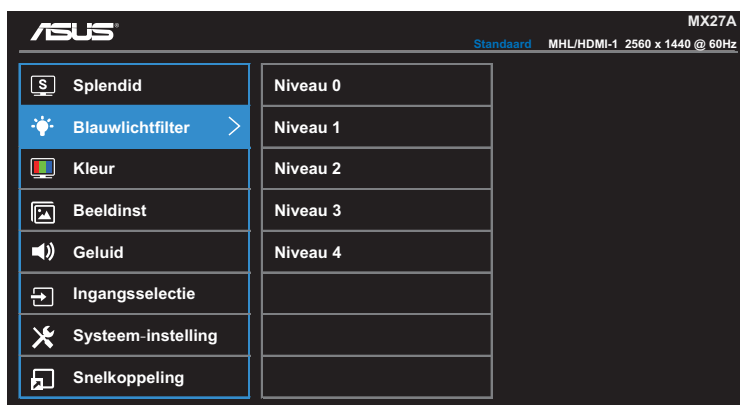 ASUS® MX27A
Standaard MHL/HDMI-1 2560 x 1440 @ 60Hz
S Splendid Niveau 0
Blauwlichtfilter Niveau 1
Kleur Niveau 2
Beeldinst Niveau 3
Geluid Niveau 4
Ingangsselectie
Systeem-instelling
Snelkoppeling